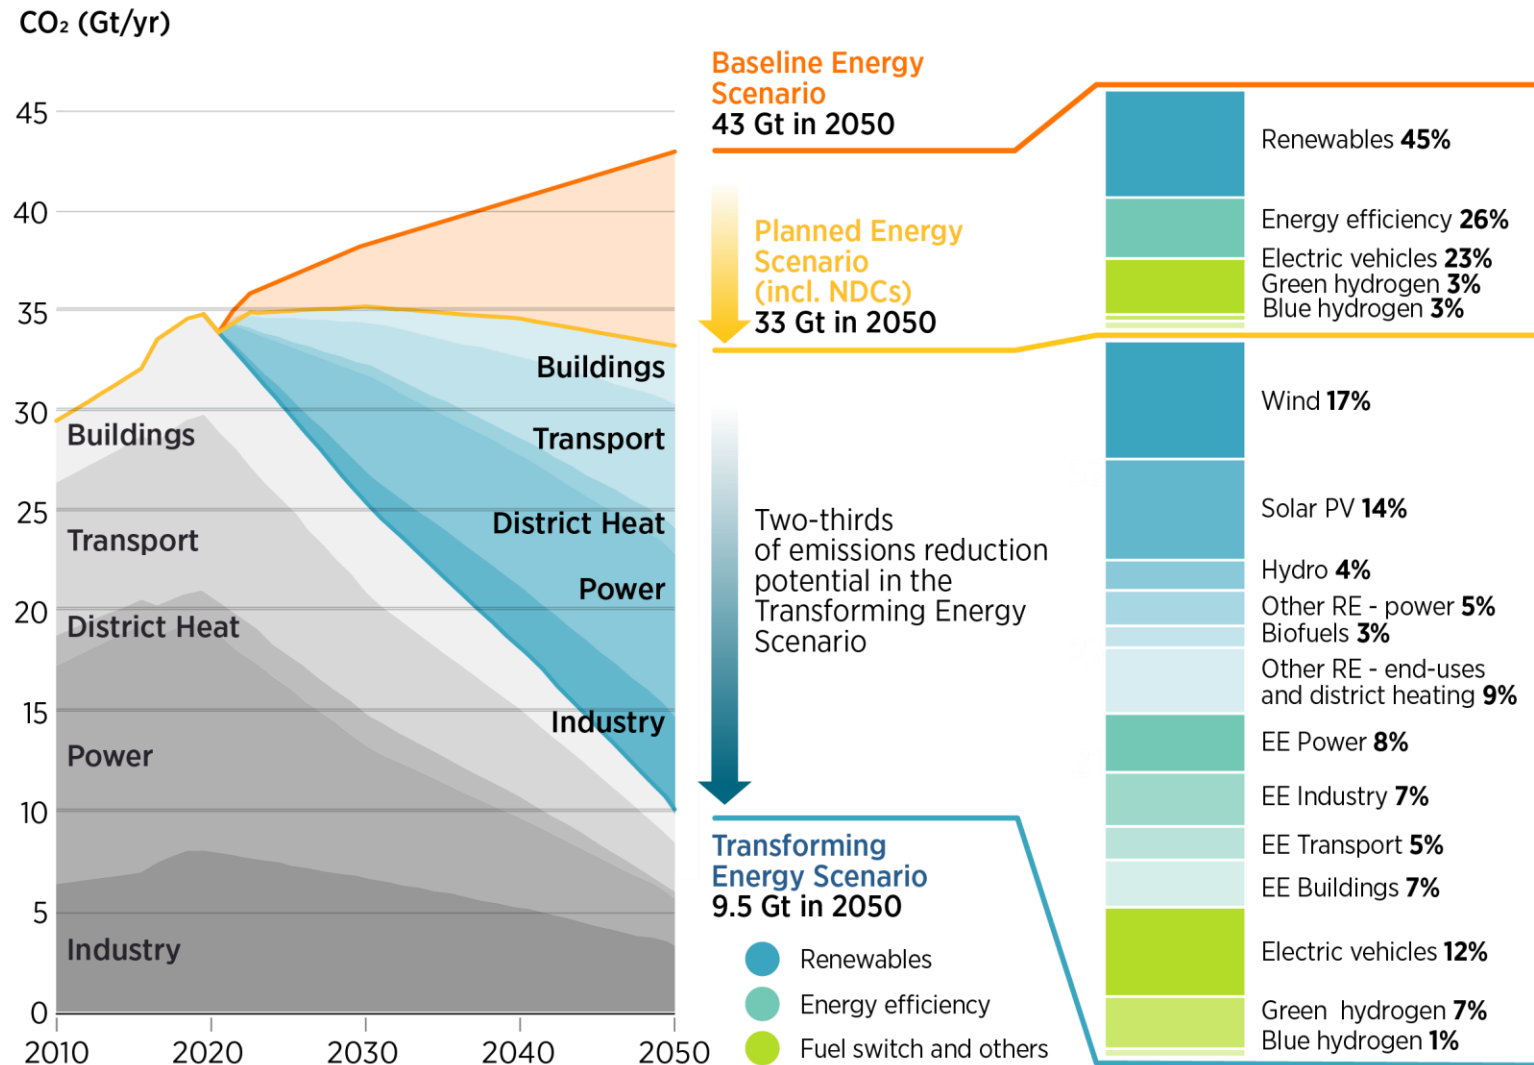 CO₂ (Gt/yr)
45
40
35
30
25
20
15
10
5
0
2010
2020
2030
2040
2050
Buildings
Transport
District Heat
Power
Industry
Buildings
Transport
District Heat
Power
Industry
Baseline Energy
Scenario
43 Gt in 2050
Planned Energy
Scenario
(incl. NDCs)
33 Gt in 2050
Two-thirds
of emissions reduction
potential in the
Transforming Energy
Scenario
Transforming
Energy Scenario
9.5 Gt in 2050
Renewables
Energy efficiency
Fuel switch and others
Renewables 45%
Energy efficiency 26%
Electric vehicles 23%
Green hydrogen 3%
Blue hydrogen 3%
Wind 17%
Solar PV 14%
Hydro 4%
Other RE - power 5%
Biofuels 3%
Other RE - end-uses
and district heating 9%
EE Power 8%
EE Industry 7%
EE Transport 5%
EE Buildings 7%
Electric vehicles 12%
Green hydrogen 7%
Blue hydrogen 1%